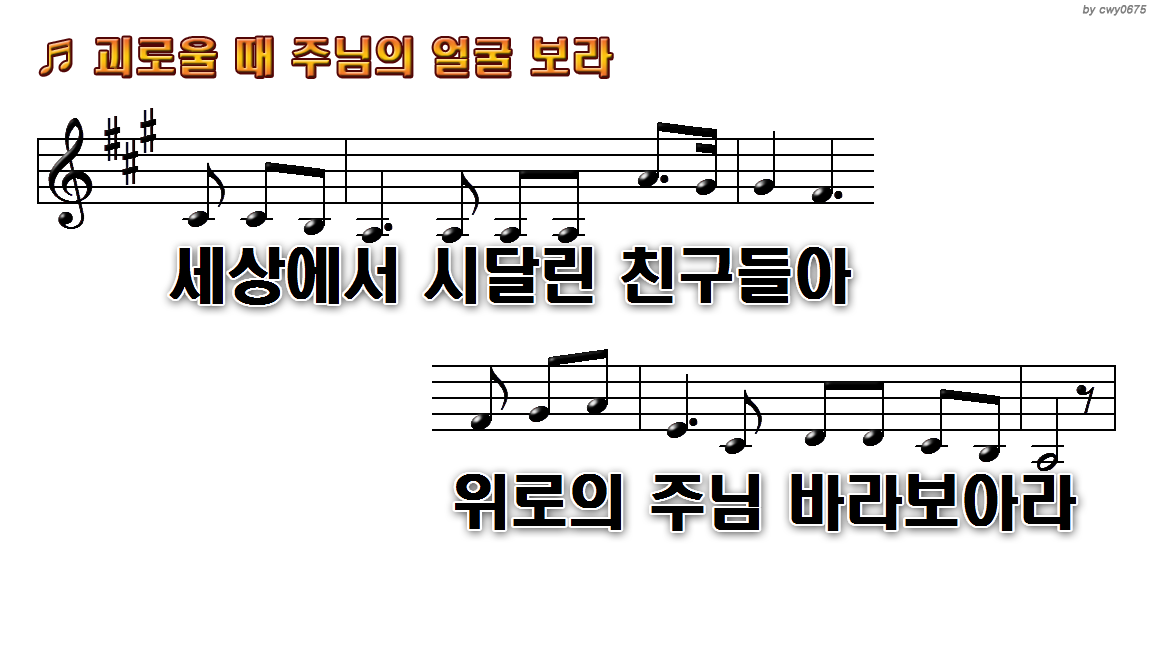 by cwy0675
♬ 괴로울 때 주님의 얼굴 보라
세상에서 시달린 친구들아
위로의 주님 바라보아라